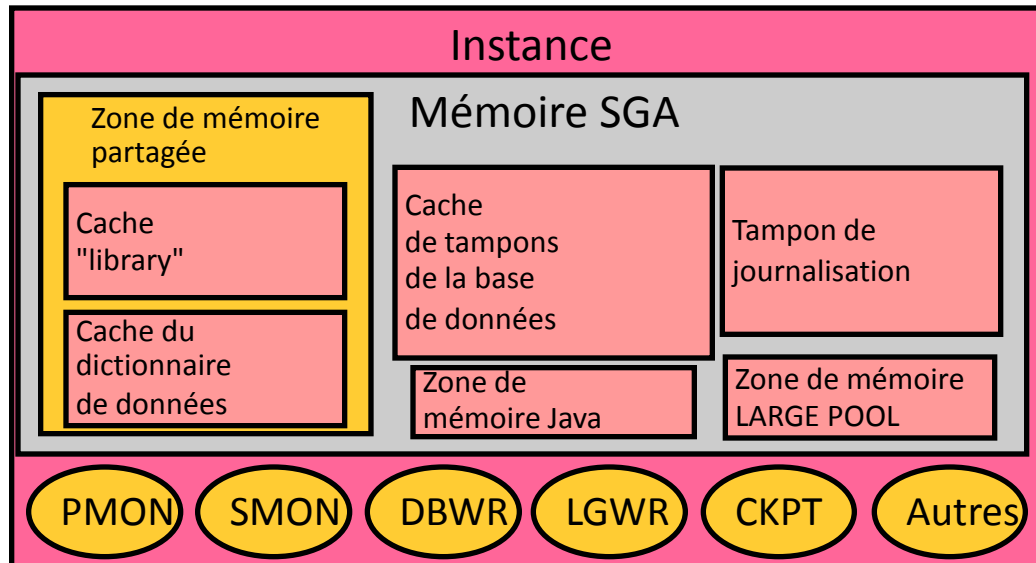 Instance
Mémoire SGA
Zone de mémoire
partagée
Cache
"library"
Cache du
dictionnaire
de données
Cache
de tampons
de la base
de données
Tampon de
journalisation
Zone de
mémoire Java
Zone de mémoire
LARGE POOL
PMON
SMON
DBWR
LGWR
CKPT
Autres